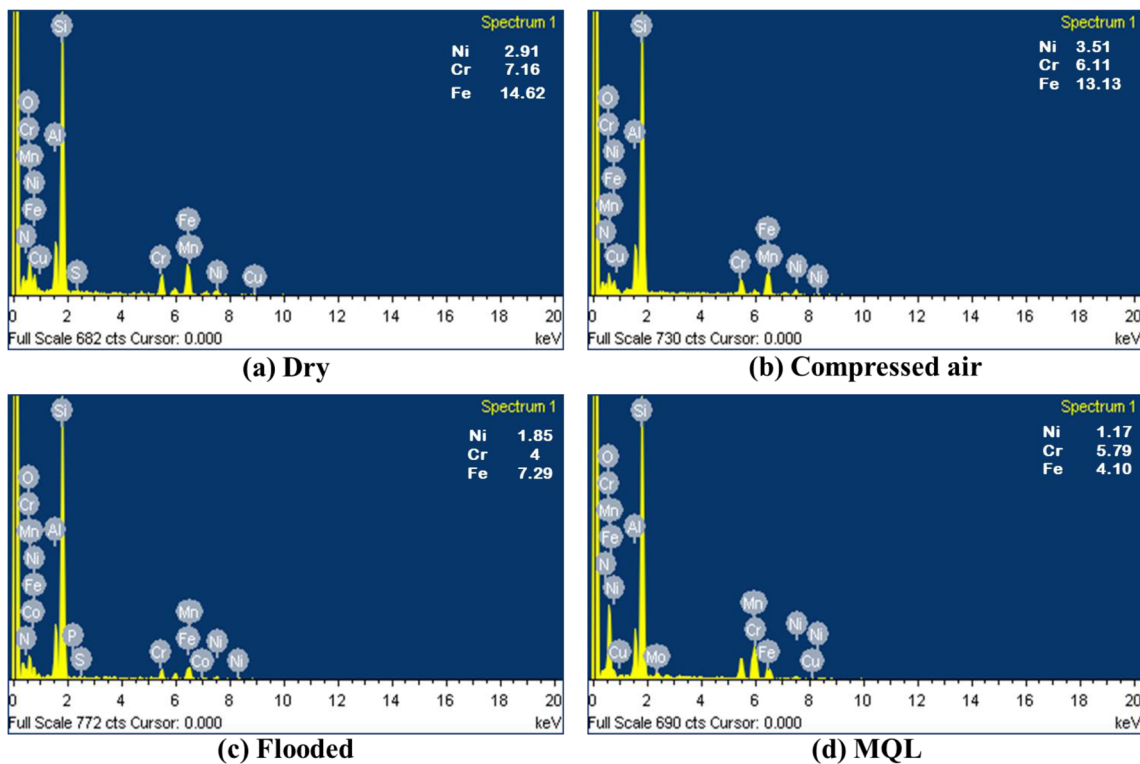 Spectrum 1
Ni 2.91
Cr 7.16
Fe 14.62
Si
O
Cr
Al
Mn
Ni
Fe
Fe
N
Mn
Cu
S
Cr
Ni
Cu
0 2 4 6 8 10 12 14 16 18 20
Full Scale 682 cts Cursor: 0.000 keV
(a) Dry
Spectrum 1
Ni 3.51
Cr 6.11
Fe 13.13
Si
O
Cr
Al
Ni
Fe
Mn
Fe
N
Cu
Cr
Mn
Ni
Ni
0 2 4 6 8 10 12 14 16 18 20
Full Scale 730 cts Cursor: 0.000 keV
(b) Compressed air
Spectrum 1
Ni 1.85
Cr 4
Fe 7.29
Si
O
Cr
Mn
Al
Ni
Fe
Co
Mn
N
P
Fe
Ni
S
Cr
Co
Ni
0 2 4 6 8 10 12 14 16 18 20
Full Scale 772 cts Cursor: 0.000 keV
(c) Flooded
Spectrum 1
Ni 1.17
Cr 5.79
Fe 4.10
Si
O
Cr
Mn
Al
Fe
N
Ni
Mn
Cr
Ni
Ni
Cu
Mo
Fe
Cu
0 2 4 6 8 10 12 14 16 18 20
Full Scale 690 cts Cursor: 0.000 keV
(d) MQL